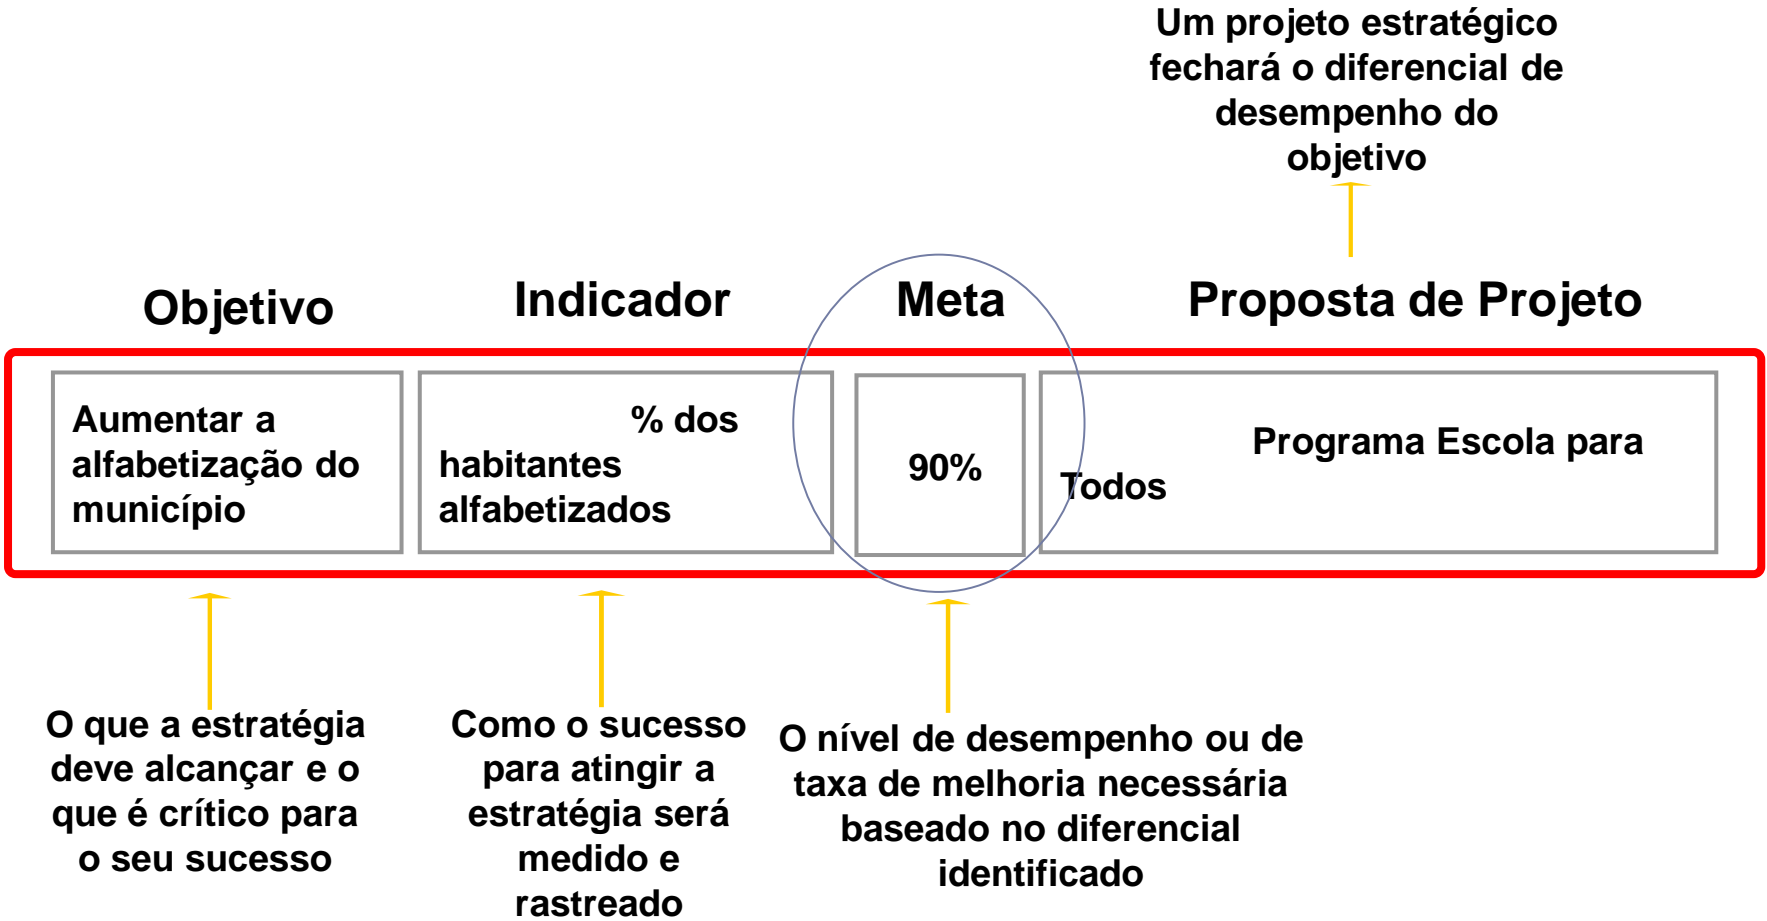 Um projeto estratégico
fechará o diferencial de
desempenho do
objetivo
Objetivo
Indicador
Meta
Proposta de Projeto
Aumentar a
alfabetização do
município
% dos
habitantes
alfabetizados
90%
Programa Escola para
Todos
O que a estratégia
deve alcançar e o
que é crítico para
o seu sucesso
Como o sucesso
para atingir a
estratégia será
medido e
rastreado
O nível de desempenho ou de
taxa de melhoria necessária
baseado no diferencial
identificado